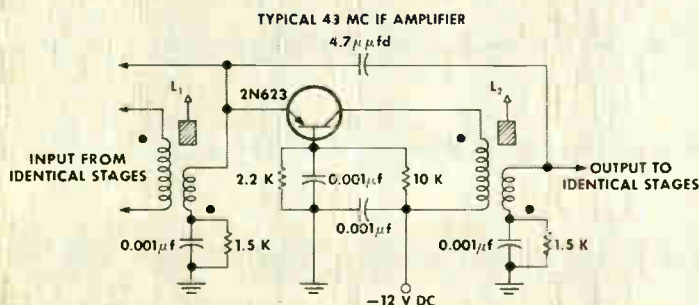 TYPICAL 43 MC IF AMPLIFIER
4.7μμfd
L₁
2N623
L₂
INPUT FROM
IDENTICAL STAGES
OUTPUT TO
IDENTICAL STAGES
2.2 K
0.001μf
10 K
0.001μf
0.001μf
1.5 K
0.001μf
1.5 K
−12 V DC